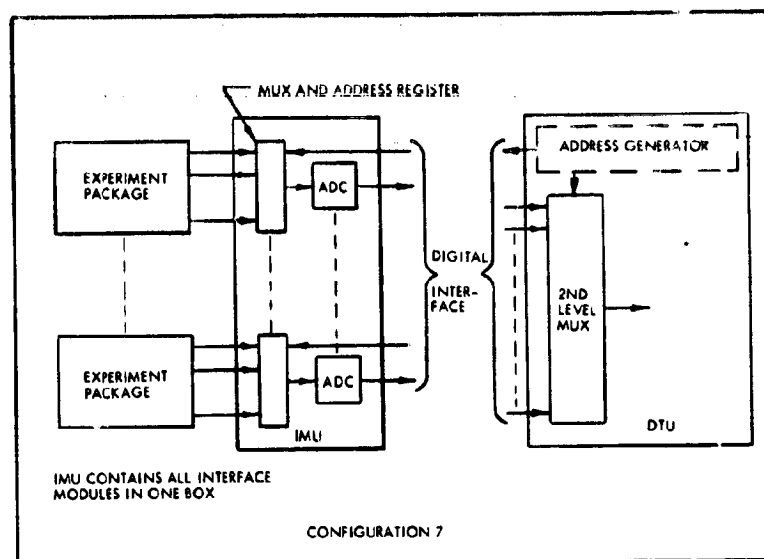 MUX AND ADDRESS REGISTER
EXPERIMENT
PACKAGE
ADC
ADDRESS GENERATOR
DIGITAL
INTER-
FACE
2ND
LEVEL
MUX
EXPERIMENT
PACKAGE
ADC
IMU
DTU
IMU CONTAINS ALL INTERFACE
MODULES IN ONE BOX
CONFIGURATION 7